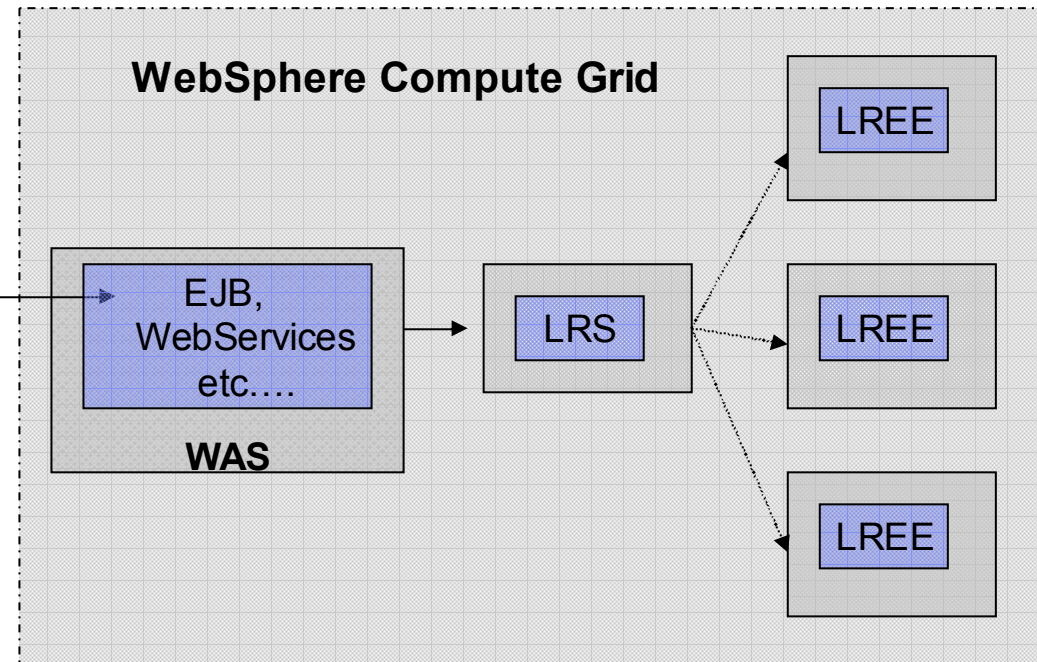 WebSphere Compute Grid
LREE
EJB,
WebServices
etc....
WAS
LRS
LREE
LREE